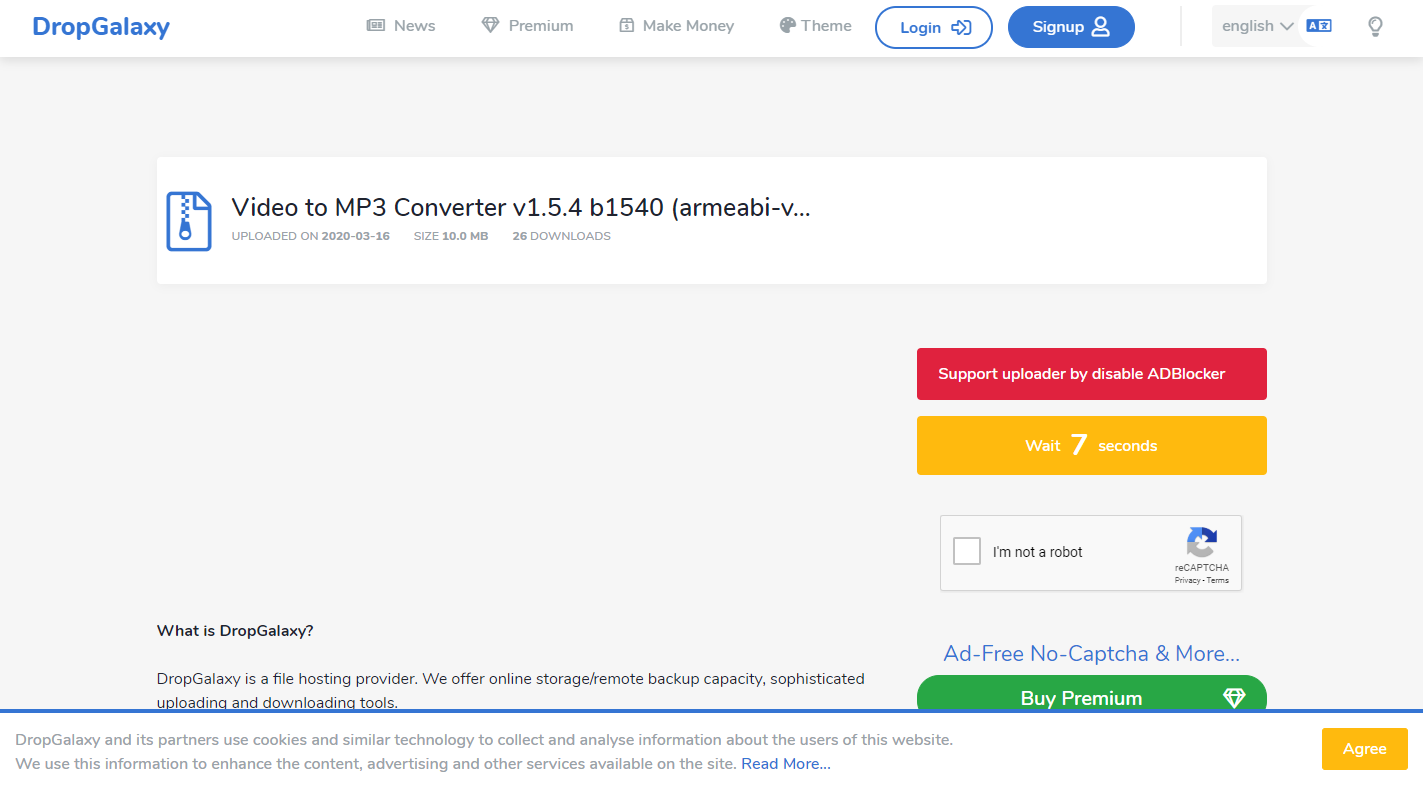 DropGalaxy
News
Premium
Make Money
Theme
Login
Signup
english
A
Video to MP3 Converter v1.5.4 b1540 (armeabi-v...
UPLOADED ON 2020-03-16 SIZE 10.0 MB 26 DOWNLOADS
Support uploader by disable ADBlocker
Wait 7 seconds
I'm not a robot
reCAPTCHA
Privacy - Terms
What is DropGalaxy?
DropGalaxy is a file hosting provider. We offer online storage/remote backup capacity, sophisticated
uploading and downloading tools.
Ad-Free No-Captcha & More...
Buy Premium
DropGalaxy and its partners use cookies and similar technology to collect and analyse information about the users of this website.
We use this information to enhance the content, advertising and other services available on the site. Read More...
Agree